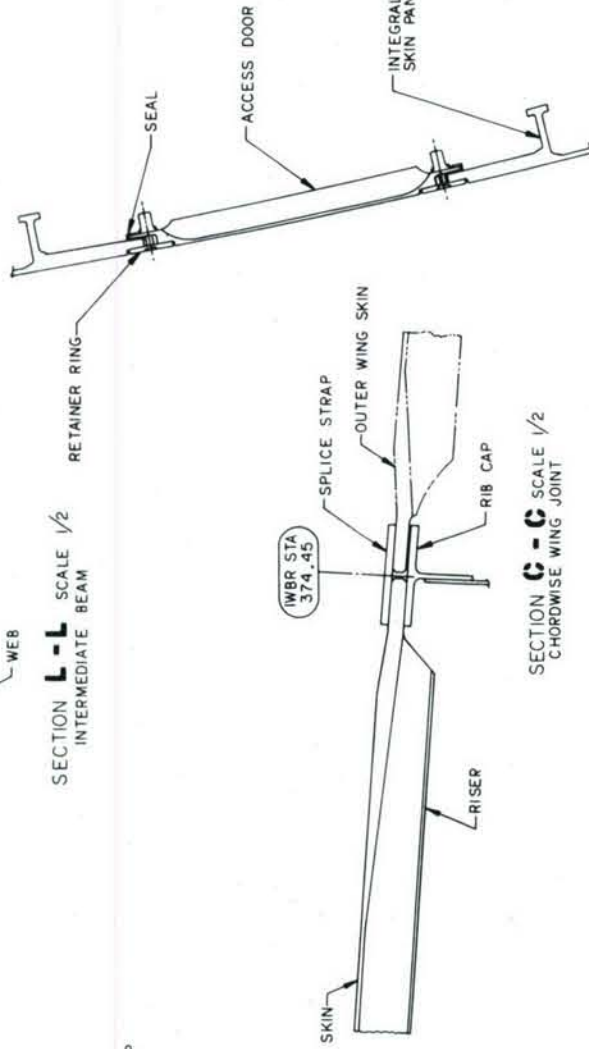 WEB
SECTION L-L SCALE 1/2
INTERMEDIATE BEAM
RETAINER RING
SEAL
ACCESS DOOR
INTEGRAL
SKIN PAN
IWBR STA
374.45
SPLICE STRAP
OUTER WING SKIN
RIB CAP
SKIN
RISER
SECTION C-C SCALE 1/2
CHORDWISE WING JOINT